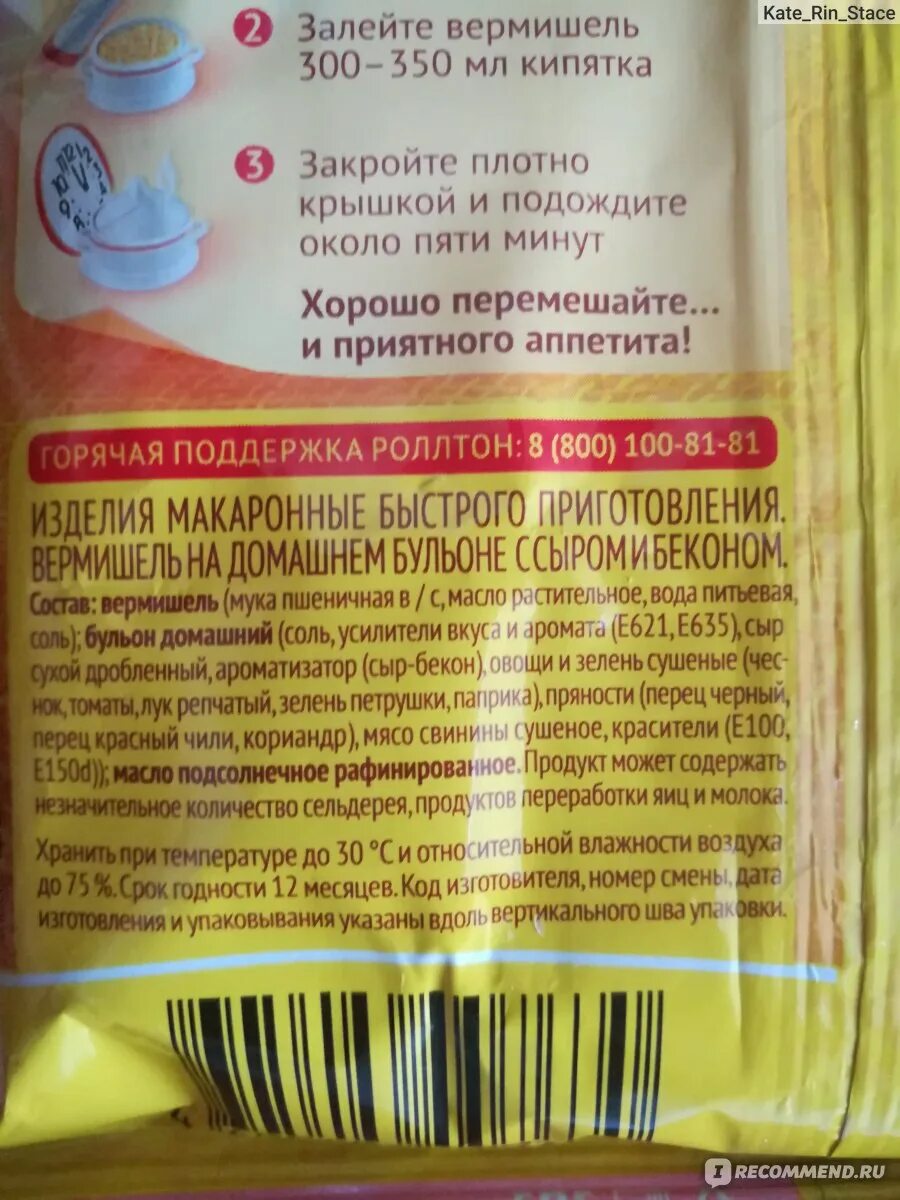 Kate_Rin_Stace
2 Залейте вермишель
300–350 мл кипятка
3 Закройте плотно
крышкой и подождите
около пяти минут
Хорошо перемешайте...
и приятного аппетита!
ГОРЯЧАЯ ПОДДЕРЖКА РОЛЛТОН: 8 (800) 100-81-81
ИЗДЕЛИЯ МАКАРОННЫЕ БЫСТРОГО ПРИГОТОВЛЕНИЯ.
ВЕРМИШЕЛЬ НА ДОМАШНЕМ БУЛЬОНЕ С СЫРОМ И БЕКОНОМ.
Состав: вермишель (мука пшеничная в / с, масло растительное, вода питьевая,
соль); бульон домашний (соль, усилители вкуса и аромата (Е621, Е635), сыр
сухой дробленный, ароматизатор (сыр-бекон), овощи и зелень сушеные (чес-
нок, томаты, лук репчатый, зелень петрушки, паприка), пряности (перец черный,
перец красный чили, кориандр), мясо свинины сушеное, красители (Е100,
Е150d)); масло подсолнечное рафинированное. Продукт может содержать
незначительное количество сельдерея, продуктов переработки яиц и молока.
Хранить при температуре до 30 °С и относительной влажности воздуха
до 75 %. Срок годности 12 месяцев. Код изготовителя, номер смены, дата
изготовления и упаковывания указаны вдоль вертикального шва упаковки.
IRECOMMEND.RU